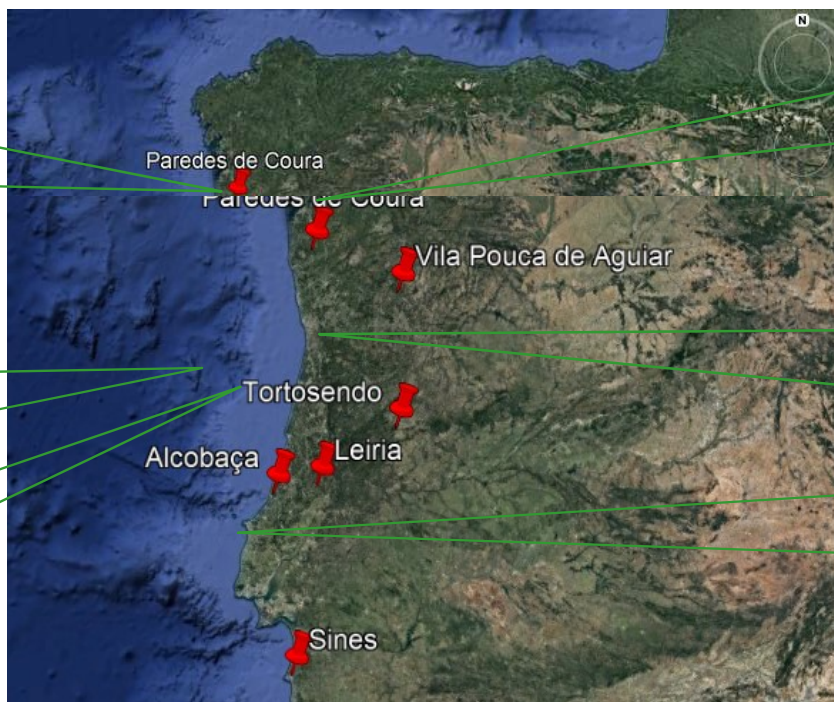 N
Paredes de Coura
Paredes de Coura
Vila Pouca de Aguiar
Tortosendo
Alcobaça
Leiria
Sines